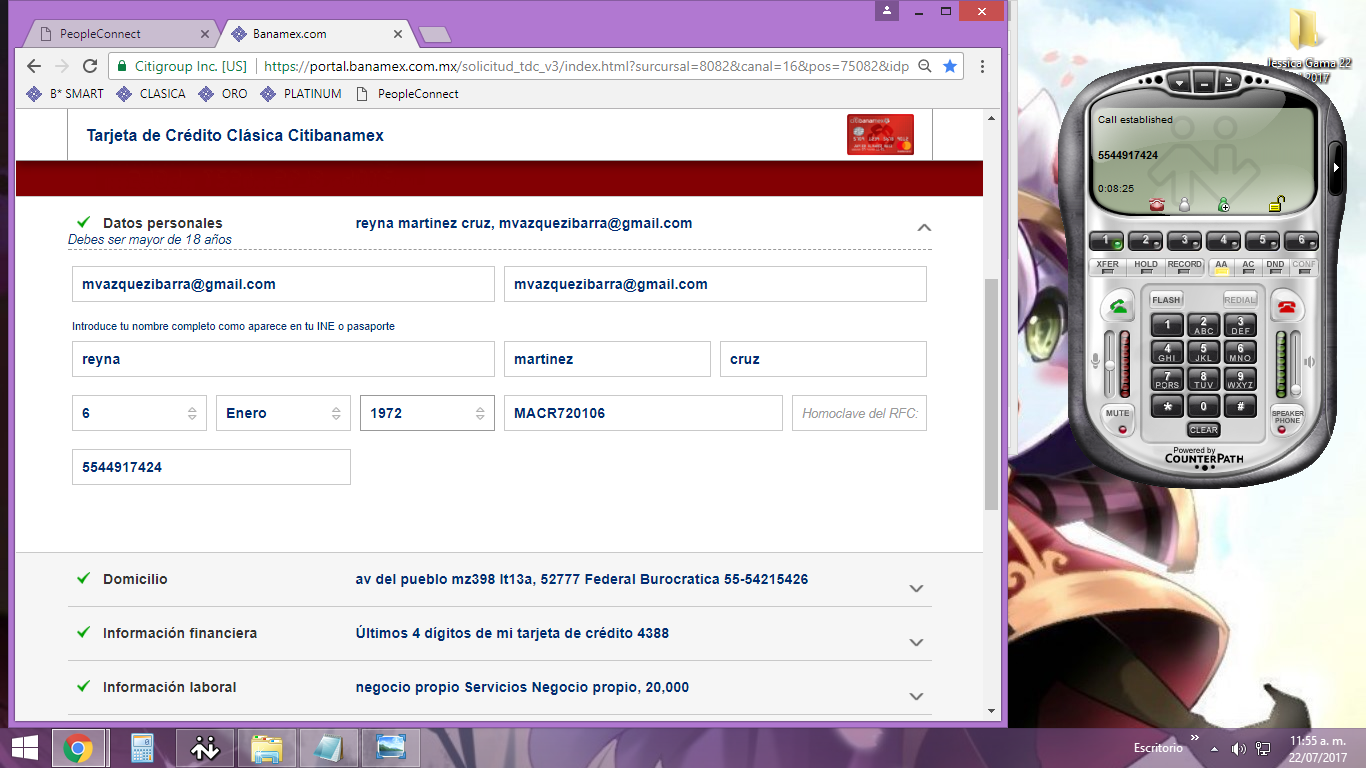 PeopleConnect
Banamex.com
Citigroup Inc. [US]
https://portal.banamex.com.mx/solicitud_tdc_v3/index.html?sursursal=8082&canal=16&pos=75082&idp
B* SMART
CLASICA
ORO
PLATINUM
PeopleConnect
Tarjeta de Crédito Clásica Citibanamex
citibanamex
Datos personales
reyna martinez cruz, mvazquezibarra@gmail.com
Debes ser mayor de 18 años
mvazquezibarra@gmail.com
mvazquezibarra@gmail.com
Introduce tu nombre completo como aparece en tu INE o pasaporte
reyna
martinez
cruz
6
Enero
1972
MACR720106
Homoclave del RFC:
5544917424
Domicilio
av del pueblo mz398 lt13a, 52777 Federal Burocratica 55-54215426
Información financiera
Últimos 4 dígitos de mi tarjeta de crédito 4388
Información laboral
negocio propio Servicios Negocio propio, 20,000
Jessica Gama 22
2017
Call established
5544917424
0:08:25
1 2 3 4 5 6
XFER HOLD RECORD AA AC DND CONF
FLASH REDIAL
1 2 ABC 3 DEF
4 GHI 5 JKL 6 MNO
7 PQRS 8 TUV 9 WXYZ
* 0 #
MUTE
SPEAKER PHONE
CLEAR
Powered by
COUNTERPATH
Escritorio
11:55 a. m.
22/07/2017